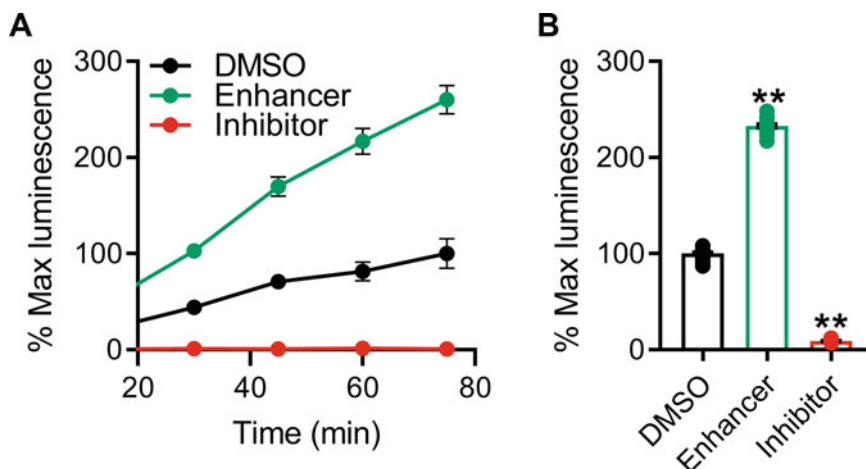 A
% Max luminescence
300
200
100
0
DMSO
Enhancer
Inhibitor
20
40
60
80
Time (min)
B
% Max luminescence
300
200
100
0
**
**
DMSO
Enhancer
Inhibitor